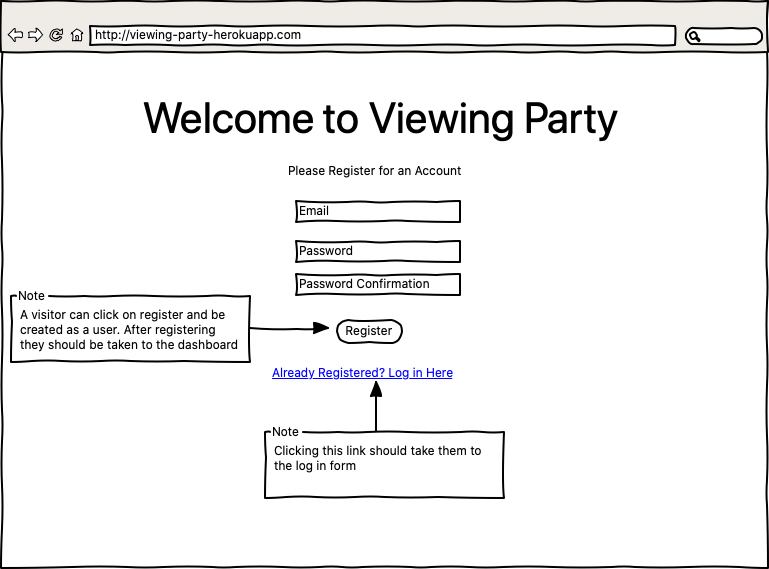 http://viewing-party-herokuapp.com
Welcome to Viewing Party
Please Register for an Account
Email
Password
Password Confirmation
Note
A visitor can click on register and be
created as a user. After registering
they should be taken to the dashboard
Register
Already Registered? Log in Here
Note
Clicking this link should take them to
the log in form